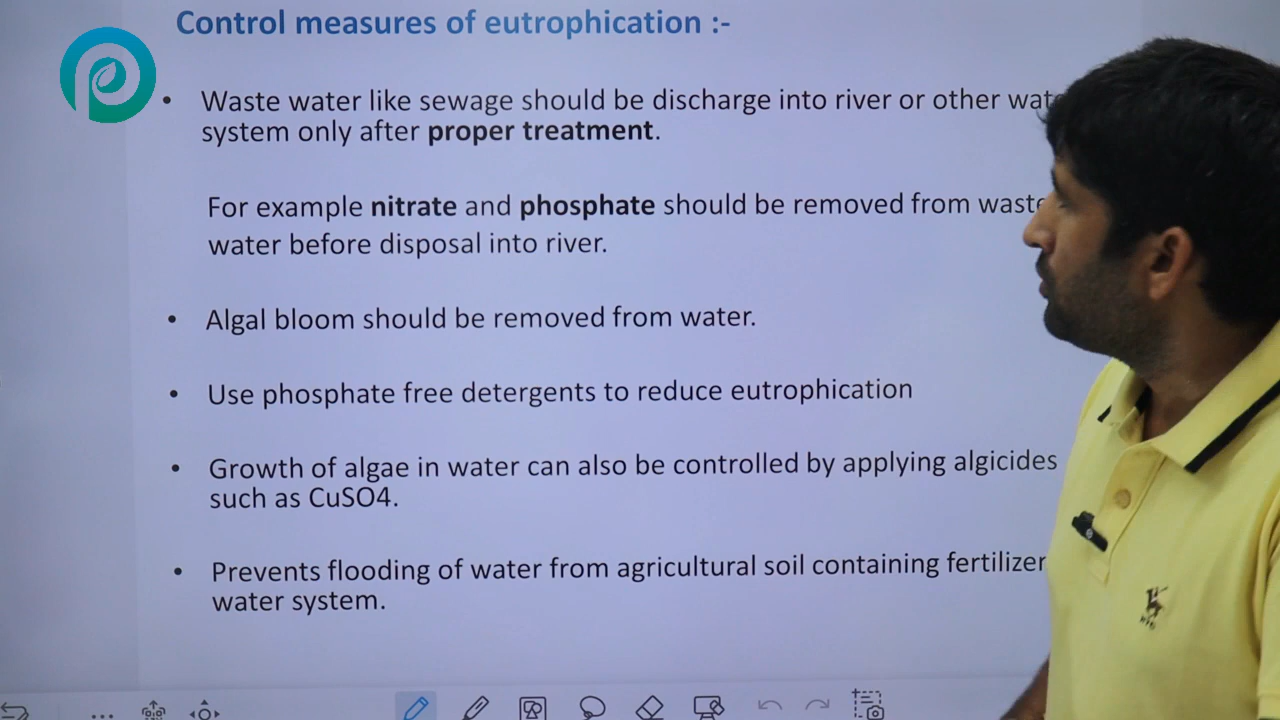 Control measures of eutrophication :-
• Waste water like sewage should be discharge into river or other
system only after proper treatment.
For example nitrate and phosphate should be removed from waste
water before disposal into river.
• Algal bloom should be removed from water.
• Use phosphate free detergents to reduce eutrophication
• Growth of algae in water can also be controlled by applying algicides
such as CuSO4.
• Prevents flooding of water from agricultural soil containing fertilizer
water system.